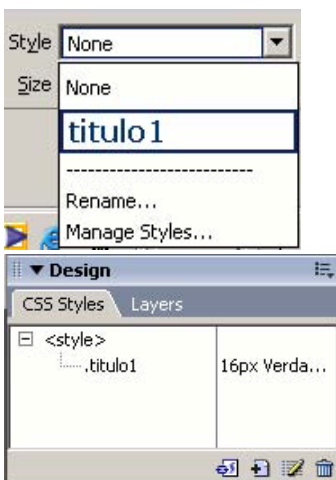 Style None
Size None
titulo1
--------------------------
Rename...
Manage Styles...
Design
CSS Styles Layers
<style>
.titulo1 16px Verda...